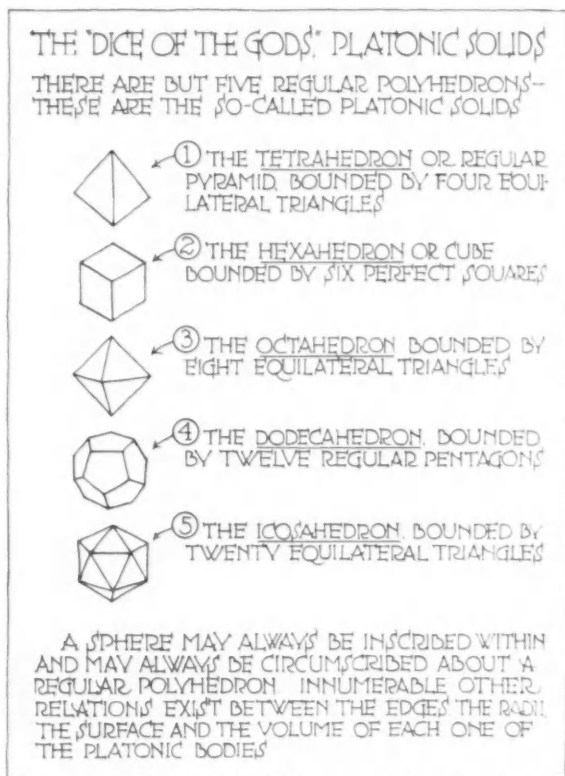 THE "DICE OF THE GODS," PLATONIC SOLIDS
THERE ARE BUT FIVE REGULAR POLYHEDRONS—
THESE ARE THE SO-CALLED PLATONIC SOLIDS
① THE TETRAHEDRON OR REGULAR
PYRAMID, BOUNDED BY FOUR EQUI-
LATERAL TRIANGLES
② THE HEXAHEDRON OR CUBE
BOUNDED BY SIX PERFECT SQUARES
③ THE OCTAHEDRON BOUNDED BY
EIGHT EQUILATERAL TRIANGLES
④ THE DODECAHEDRON, BOUNDED
BY TWELVE REGULAR PENTAGONS
⑤ THE ICOSAHEDRON, BOUNDED BY
TWENTY EQUILATERAL TRIANGLES
A SPHERE MAY ALWAYS BE INSCRIBED WITHIN
AND MAY ALWAYS BE CIRCUMSCRIBED ABOUT A
REGULAR POLYHEDRON INNUMERABLE OTHER
RELATIONS EXIST BETWEEN THE EDGES THE RADII,
THE SURFACE AND THE VOLUME OF EACH ONE OF
THE PLATONIC BODIES